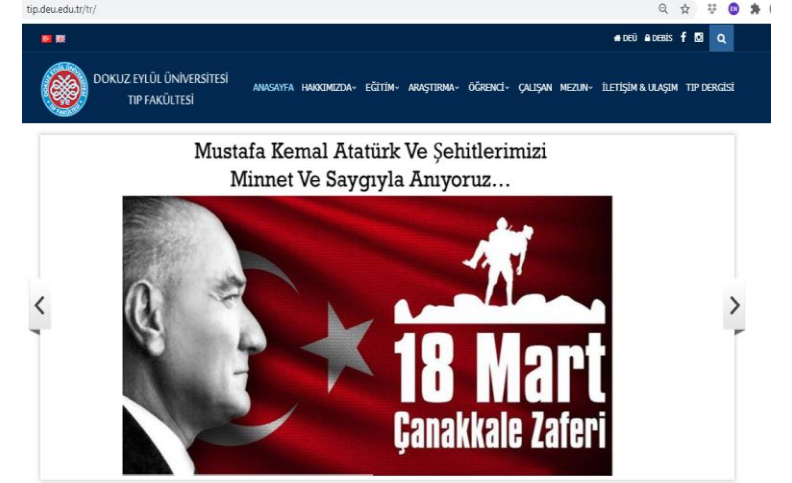 tip.deu.edu.tr/tr/
DEÜ DEBİS
DOKUZ EYLÜL ÜNİVERSİTESİ
TIP FAKÜLTESİ
ANASAYFA HAKKIMIZDA EĞİTİM ARAŞTIRMA ÖĞRENCİ ÇALIŞAN MEZUN İLETİŞİM & ULAŞIM TIP DERGİSİ
Mustafa Kemal Atatürk Ve Şehitlerimizi
Minnet Ve Saygıyla Anıyoruz...
18 Mart
Çanakkale Zaferi